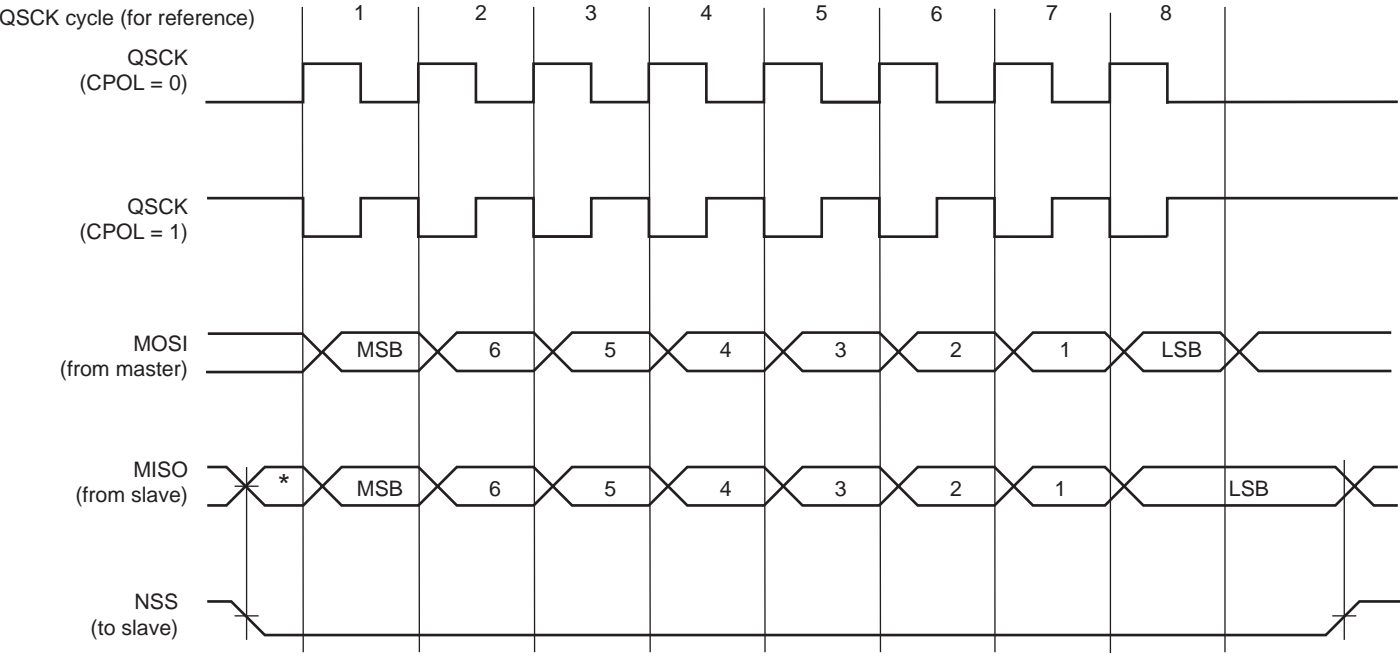 QSCK cycle (for reference) 1 2 3 4 5 6 7 8
QSCK
(CPOL = 0)
QSCK
(CPOL = 1)
MOSI
(from master)
MSB 6 5 4 3 2 1 LSB
MISO
(from slave)
* MSB 6 5 4 3 2 1 LSB
NSS
(to slave)